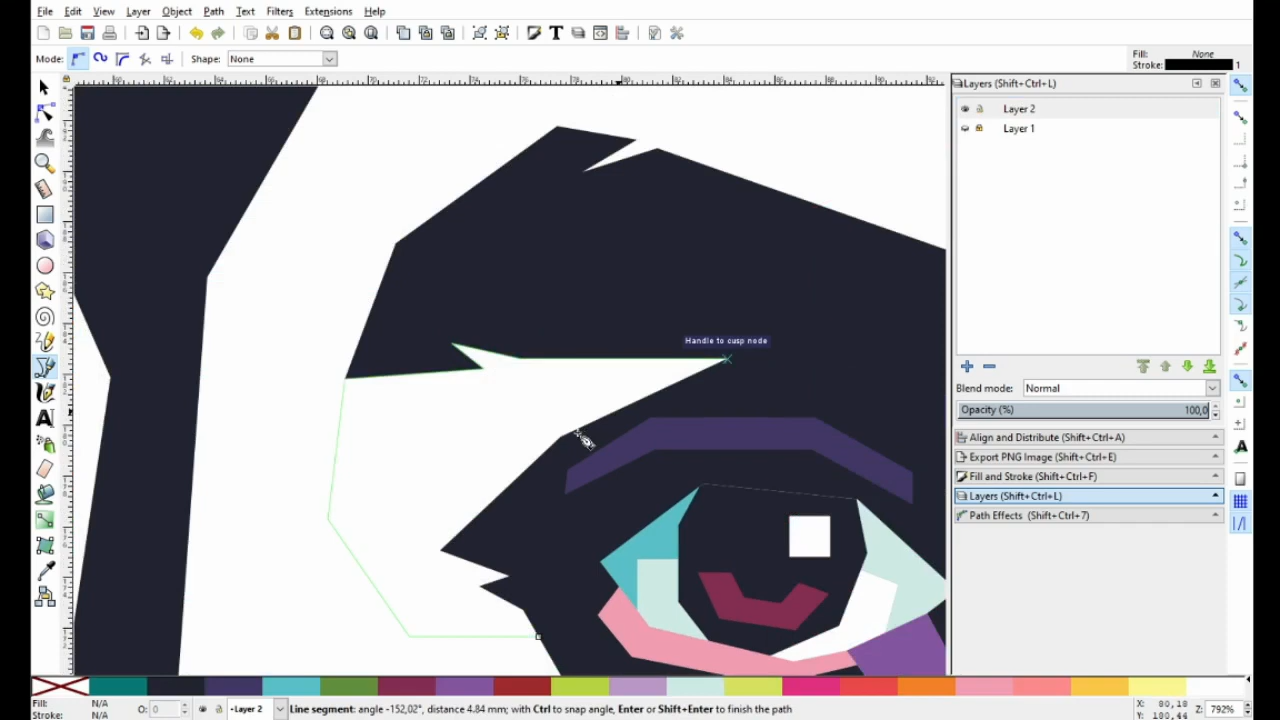 File Edit View Layer Object Path Text Filters Extensions Help
Mode: Shape: None
Fill: None
Stroke: 1
Layers (Shift+Ctrl+L)
Layer 2
Layer 1
Handle to cusp node
Blend mode: Normal
Opacity (%) 100,0
Align and Distribute (Shift+Ctrl+A)
Export PNG Image (Shift+Ctrl+E)
Fill and Stroke (Shift+Ctrl+F)
Layers (Shift+Ctrl+L)
Path Effects (Shift+Ctrl+7)
Fill: N/A
Stroke: N/A
O: 0
-Layer 2
Line segment: angle -152,02°, distance 4.84 mm; with Ctrl to snap angle, Enter or Shift+Enter to finish the path
X: 80,18
Y: 180,44
Z: 792%